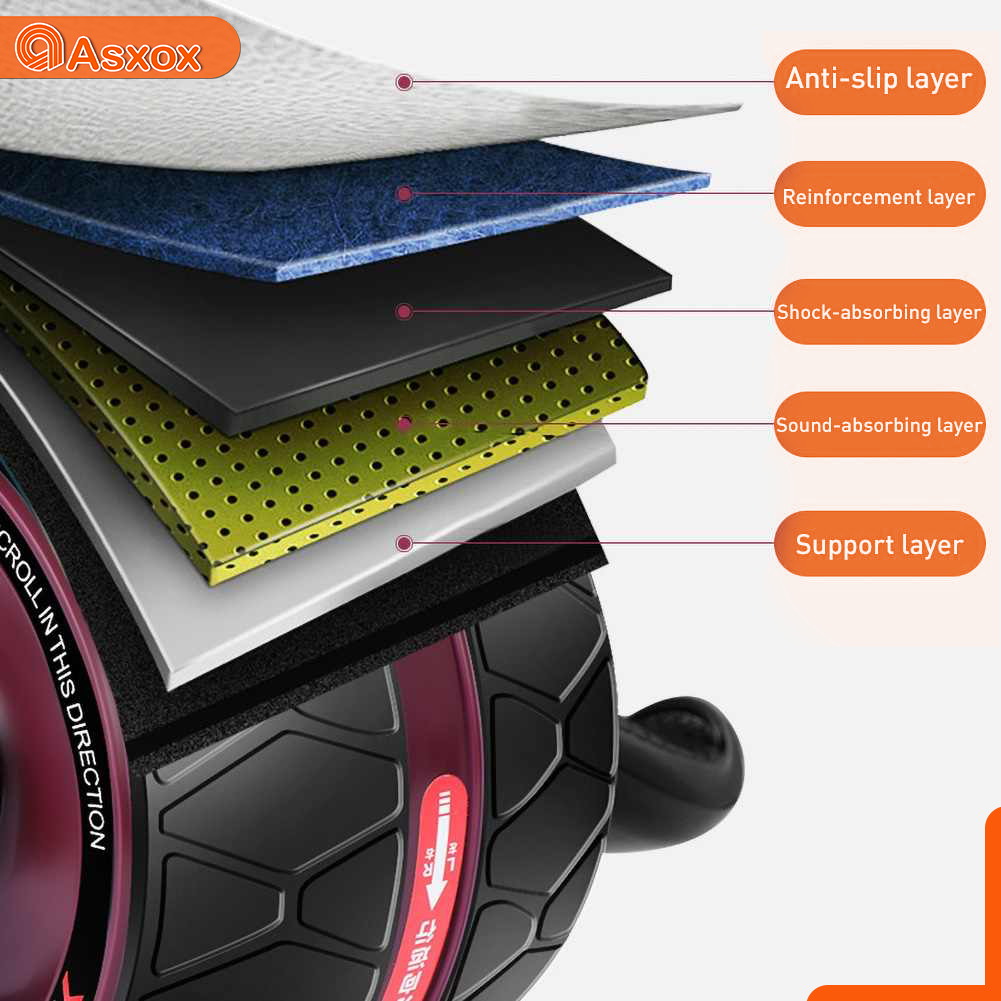 Asxox
Anti-slip layer
Reinforcement layer
Shock-absorbing layer
Sound-absorbing layer
Support layer
CROLL IN THIS DIRECTION